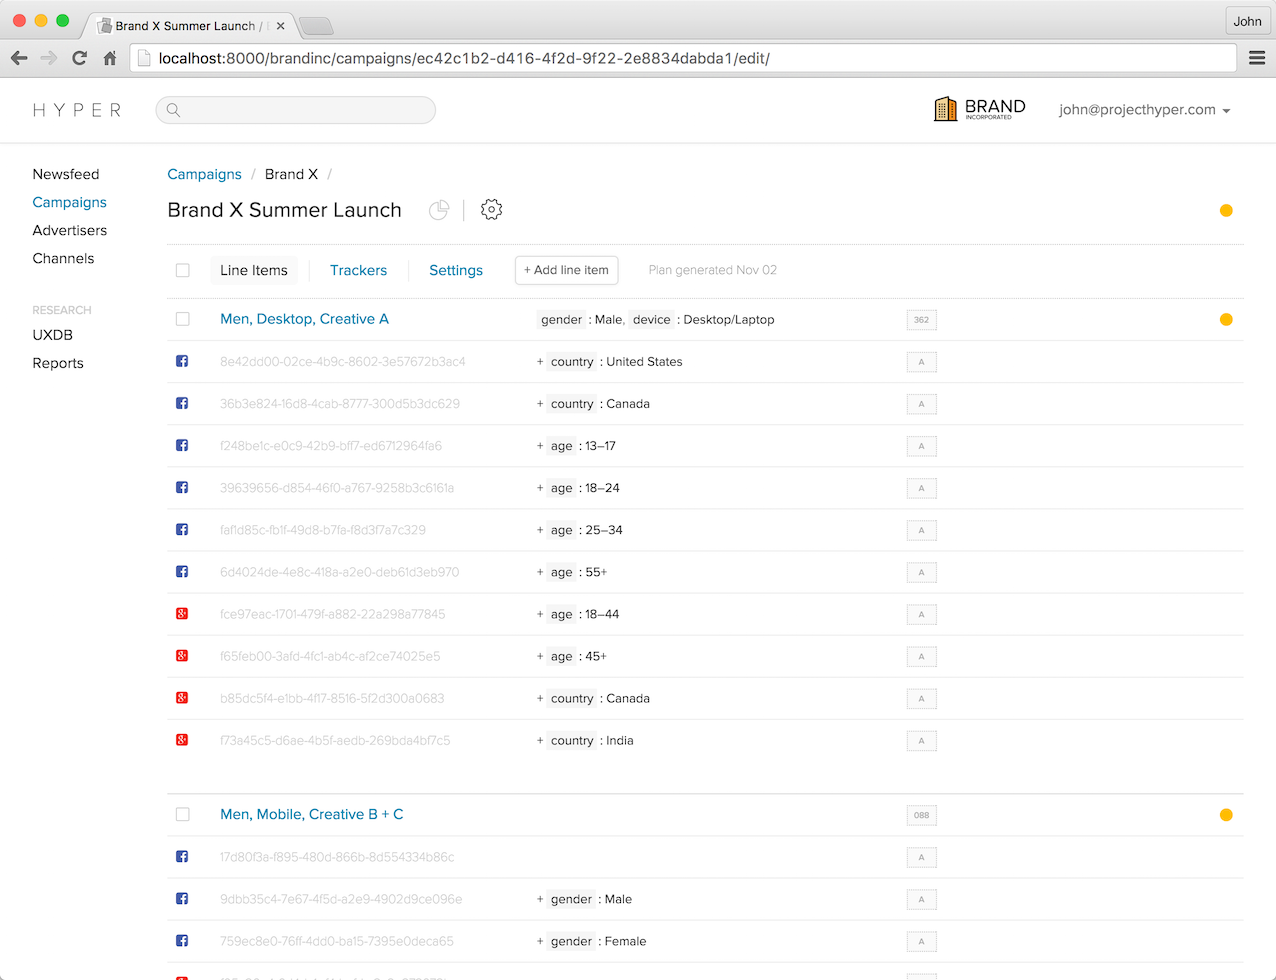 Brand X Summer Launch /
John
localhost:8000/brandinc/campaigns/ec42c1b2-d416-4f2d-9f22-2e8834dabda1/edit/
HYPER
BRAND
INCORPORATED
john@projecthyper.com
Newsfeed
Campaigns
Advertisers
Channels
RESEARCH
UXDB
Reports
Campaigns / Brand X /
Brand X Summer Launch
Line Items Trackers Settings + Add line item Plan generated Nov 02
Men, Desktop, Creative A gender : Male, device : Desktop/Laptop 362
8e42dd00-02ce-4b9c-8602-3e57672b3ac4 + country : United States A
36b3e824-16d8-4cab-8777-300d5b3dc629 + country : Canada A
f248be1c-e0c9-42b9-bff7-ed6712964fa6 + age : 13–17 A
39639656-d854-46f0-a767-9258b3c6161a + age : 18–24 A
faf1d85c-fb1f-49d8-b7fa-f8d3f7a7c329 + age : 25–34 A
6d4024de-4e8c-418a-a2e0-deb61d3eb970 + age : 55+ A
fce97eac-1701-479f-a882-22a298a77845 + age : 18–44 A
f65feb00-3afd-4fc1-ab4c-af2ce74025e5 + age : 45+ A
b85dc5f4-e1bb-4f17-8516-5f2d300a0683 + country : Canada A
f73a45c5-d6ae-4b5f-aedb-269bda4bf7c5 + country : India A
Men, Mobile, Creative B + C 088
17d80f3a-f895-480d-866b-8d554334b86c A
9dbb35c4-7e67-4f5d-a2e9-4902d9ce096e + gender : Male A
759ec8e0-76ff-4dd0-ba15-7395e0deca65 + gender : Female A